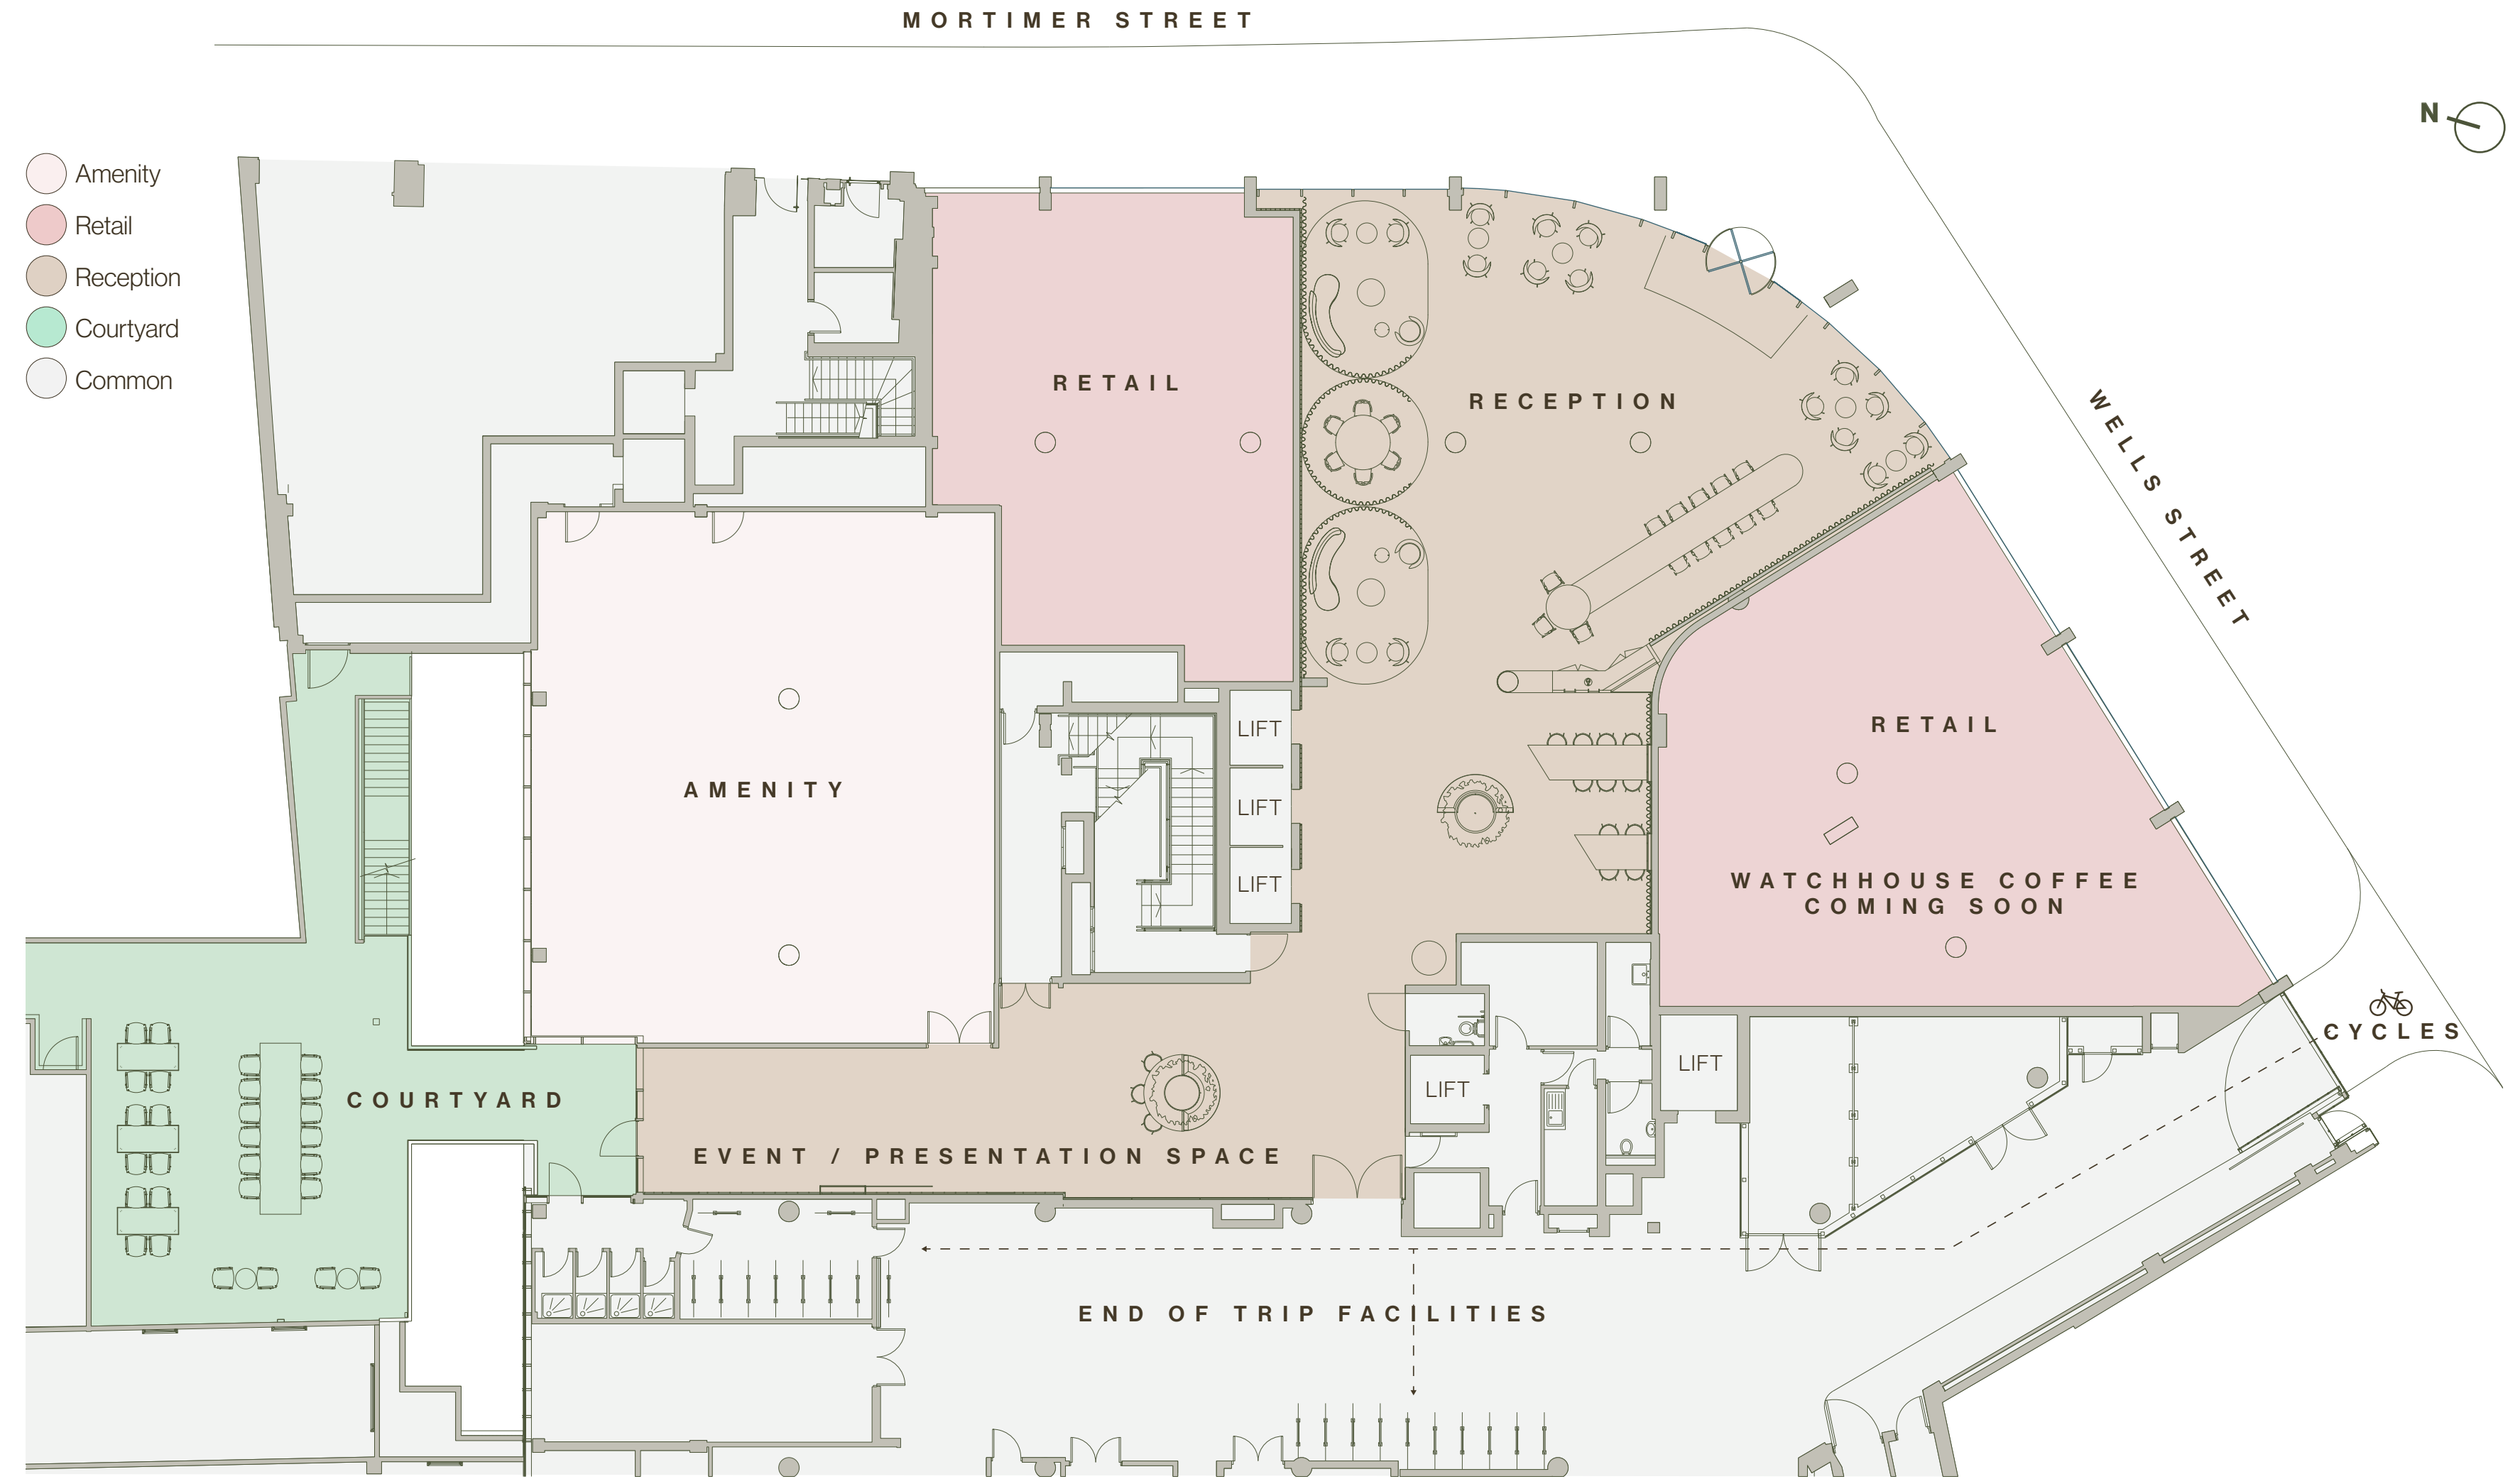 MORTIMER STREET
N
Amenity
Retail
Reception
Courtyard
Common
RETAIL
RECEPTION
WELLS STREET
RETAIL
LIFT
AMENITY
LIFT
LIFT
WATCHHOUSE COFFEE
COMING SOON
CYCLES
LIFT
LIFT
COURTYARD
EVENT / PRESENTATION SPACE
END OF TRIP FACILITIES